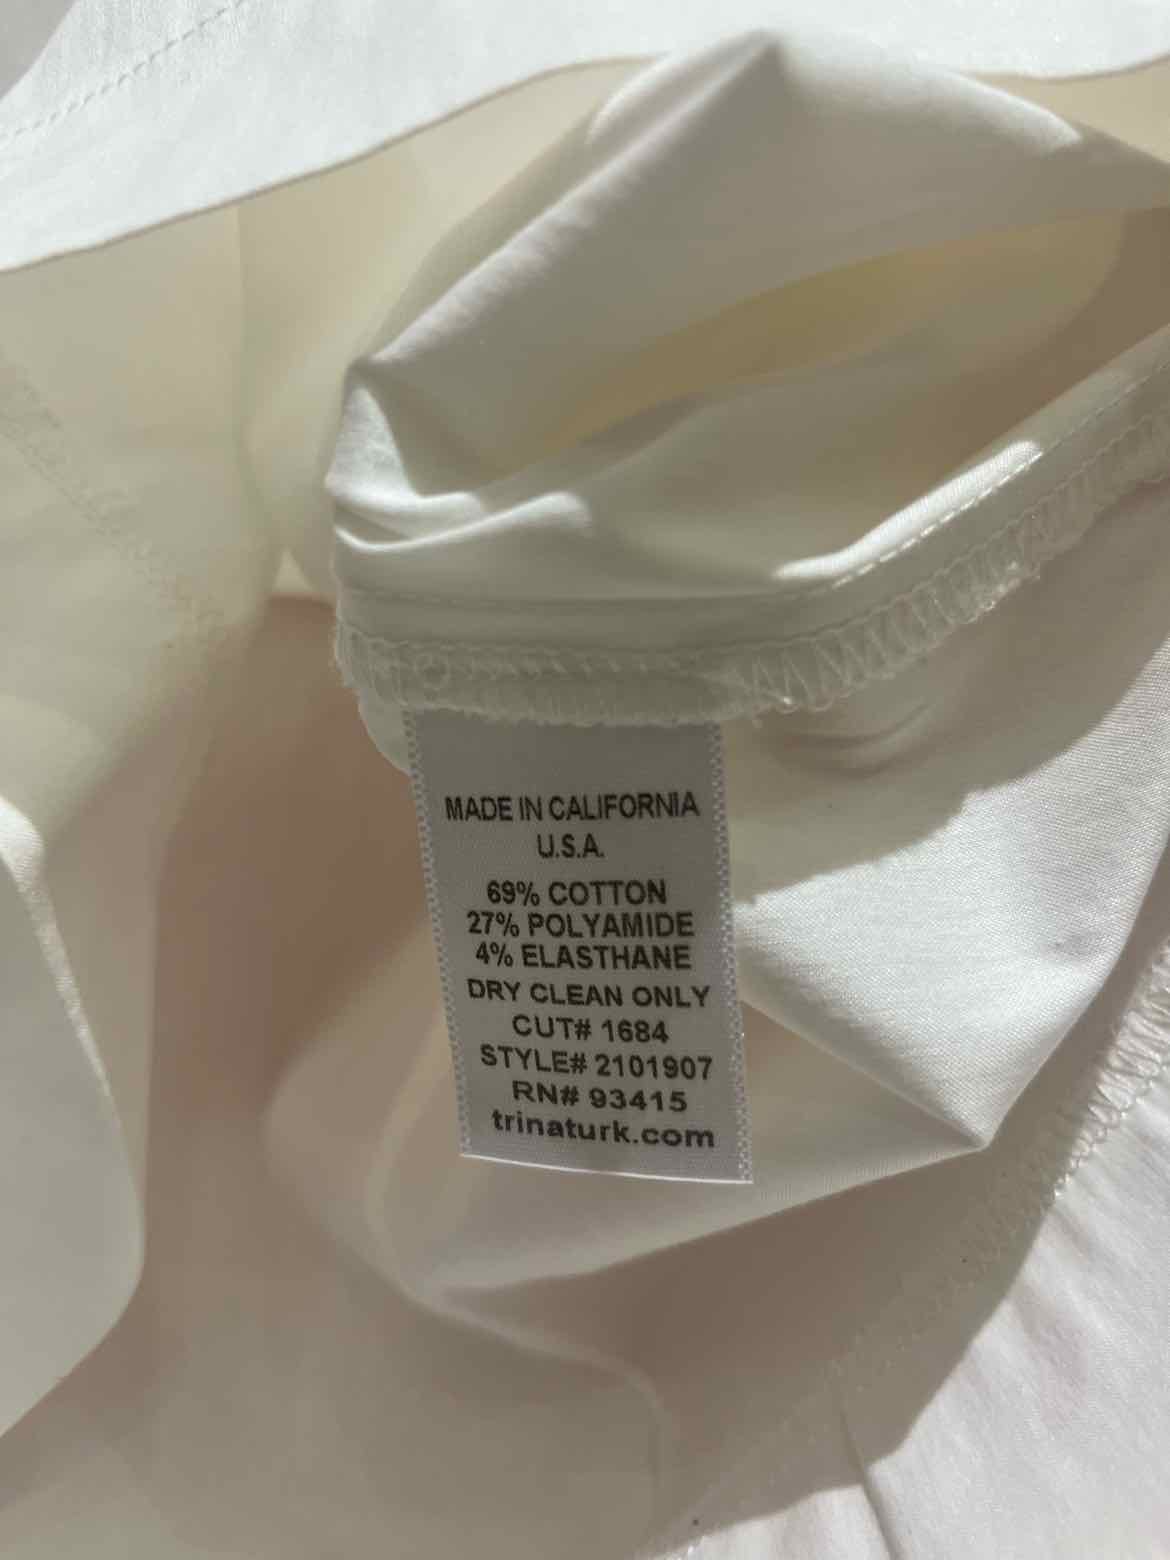 MADE IN CALIFORNIA
U.S.A.
69% COTTON
27% POLYAMIDE
4% ELASTHANE
DRY CLEAN ONLY
CUT# 1684
STYLE# 2101907
RN# 93415
trinaturk.com